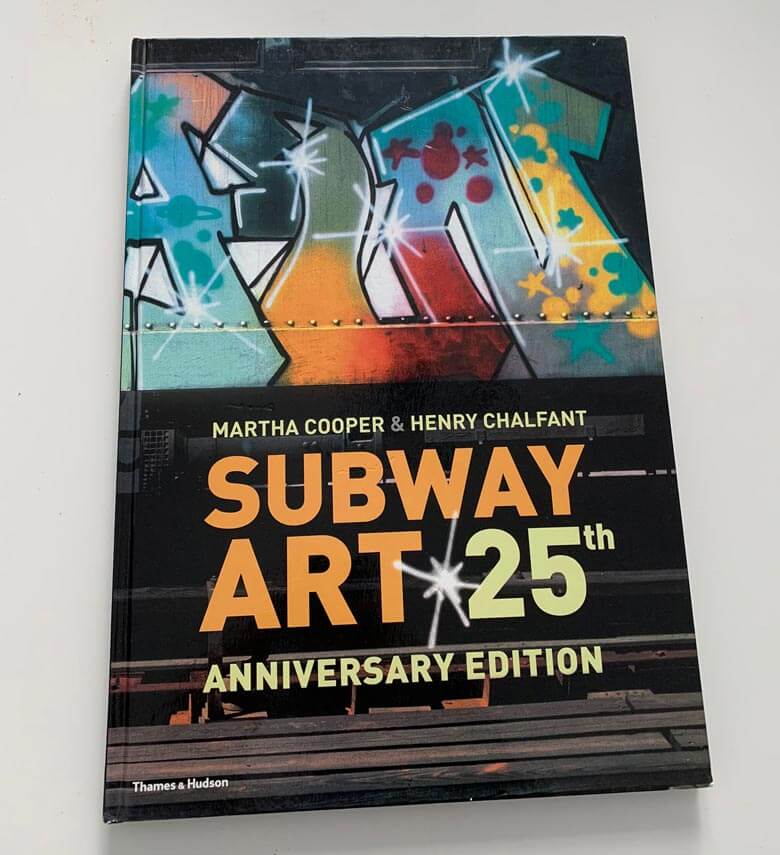 MARTHA COOPER & HENRY CHALFANT
SUBWAY
ART 25th
ANNIVERSARY EDITION
Thames & Hudson